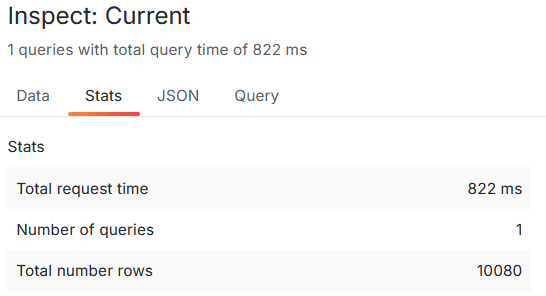 Inspect: Current
1 queries with total query time of 822 ms
Data Stats JSON Query
Stats
Total request time 822 ms
Number of queries 1
Total number rows 10080